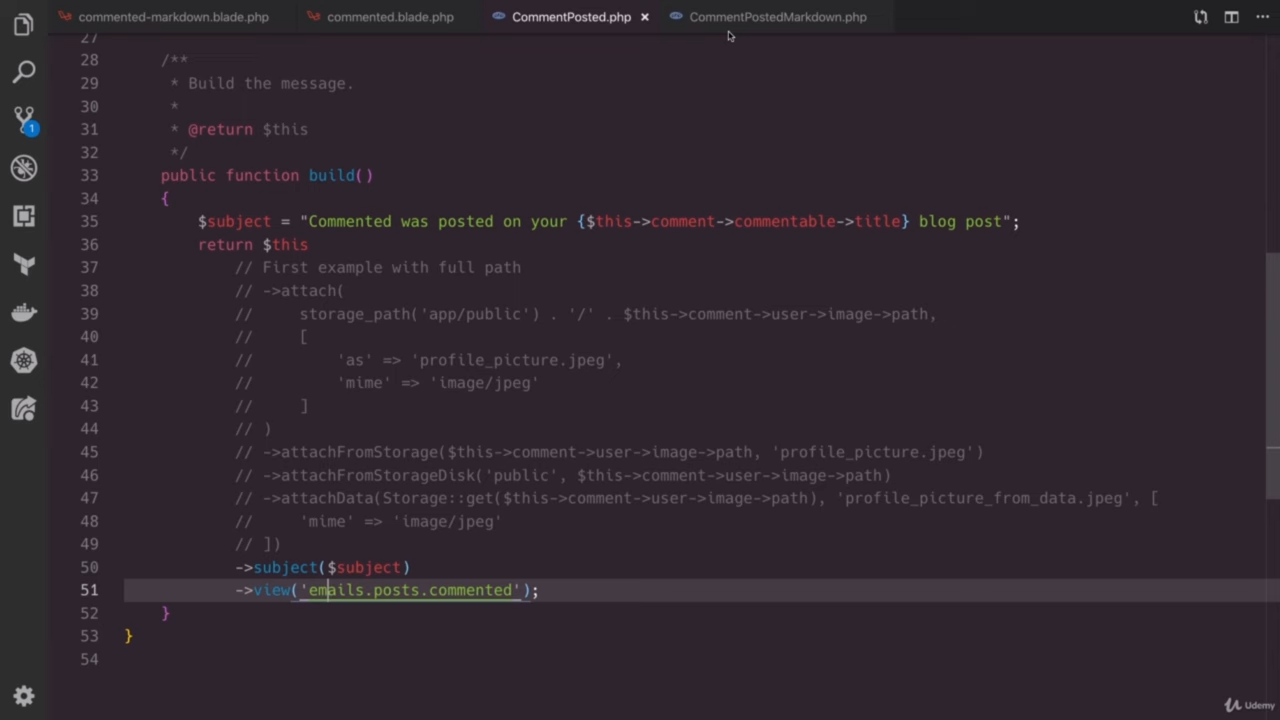 commented-markdown.blade.php commented.blade.php CommentPosted.php × CommentPostedMarkdown.php
27
28 /**
29 * Build the message.
30 *
31 * @return $this
32 */
33 public function build()
34 {
35 $subject = "Commented was posted on your {$this->comment->commentable->title} blog post";
36 return $this
37 // First example with full path
38 // ->attach(
39 // storage_path('app/public') . '/' . $this->comment->user->image->path,
40 // [
41 // 'as' => 'profile_picture.jpeg',
42 // 'mime' => 'image/jpeg'
43 // ]
44 // )
45 // ->attachFromStorage($this->comment->user->image->path, 'profile_picture.jpeg')
46 // ->attachFromStorageDisk('public', $this->comment->user->image->path)
47 // ->attachData(Storage::get($this->comment->user->image->path), 'profile_picture_from_data.jpeg', [
48 // 'mime' => 'image/jpeg'
49 // ])
50 ->subject($subject)
51 ->view('emails.posts.commented');
52 }
53 }
54
1
Udemy